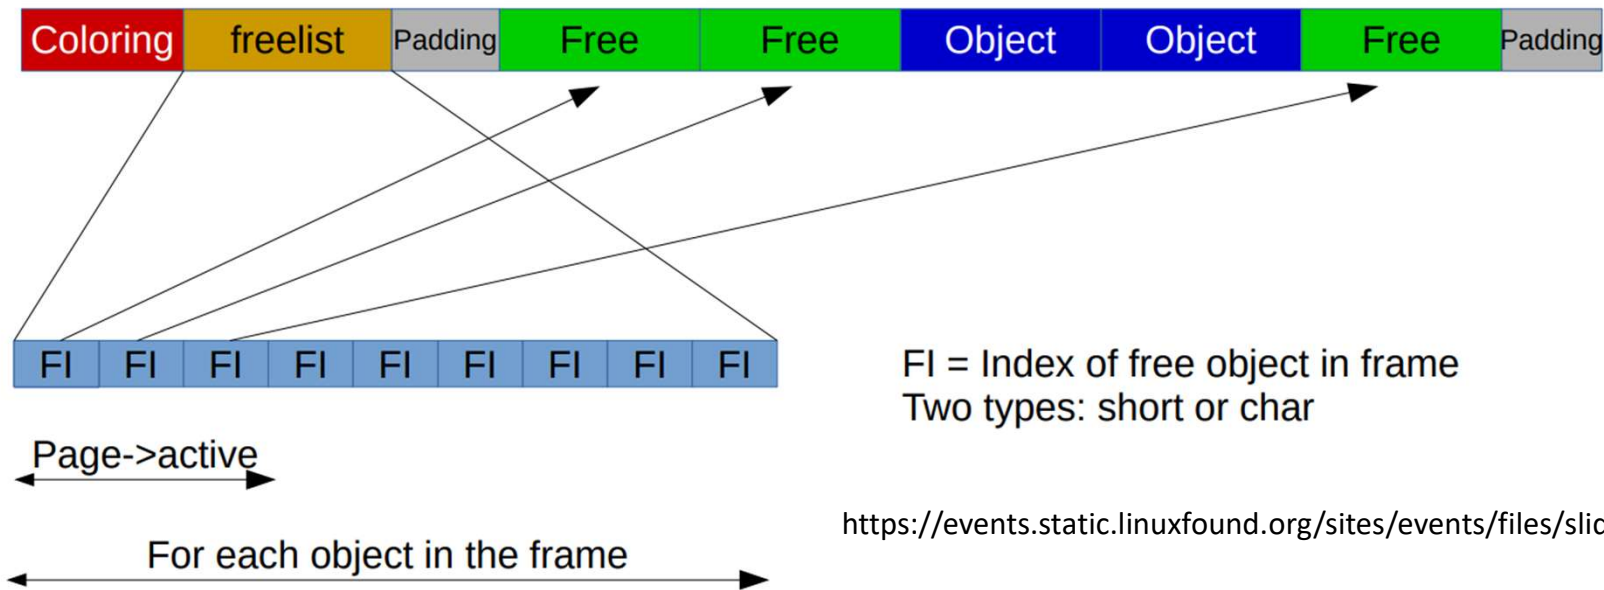 Coloring freelist Padding Free Free Object Object Free Padding
FI FI FI FI FI FI FI FI FI
FI = Index of free object in frame
Two types: short or char
Page->active
https://events.static.linuxfound.org/sites/events/files/slid
For each object in the frame